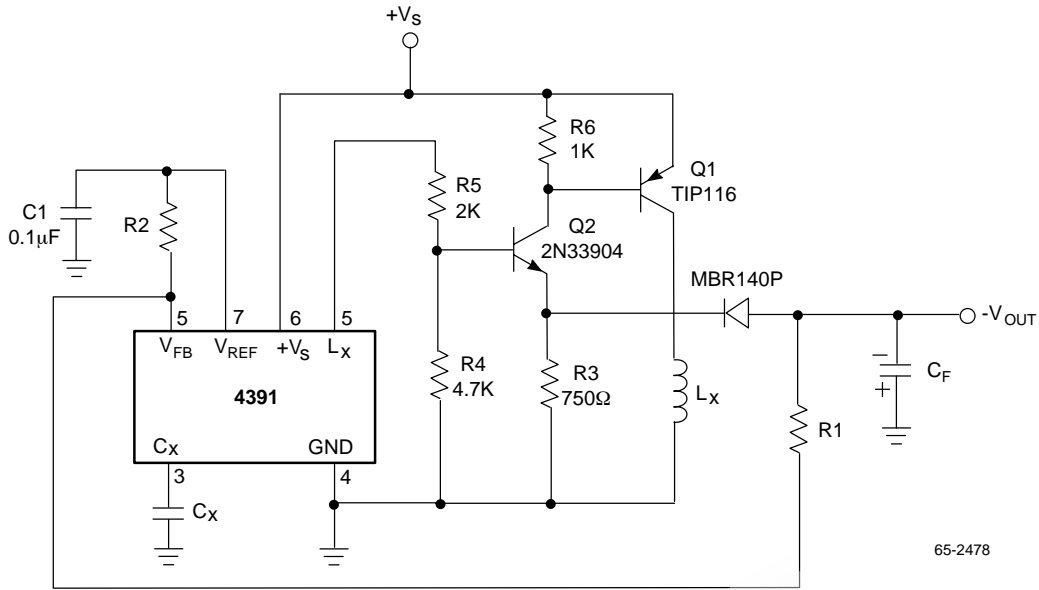 +VS
R6
1K
Q1
TIP116
R5
2K
C1
0.1μF
R2
Q2
2N33904
MBR140P
5
7
6
5
-VOUT
VFB
VREF
+VS
LX
4391
R4
4.7K
R3
750Ω
LX
−
+
CF
R1
CX
GND
3
4
CX
65-2478